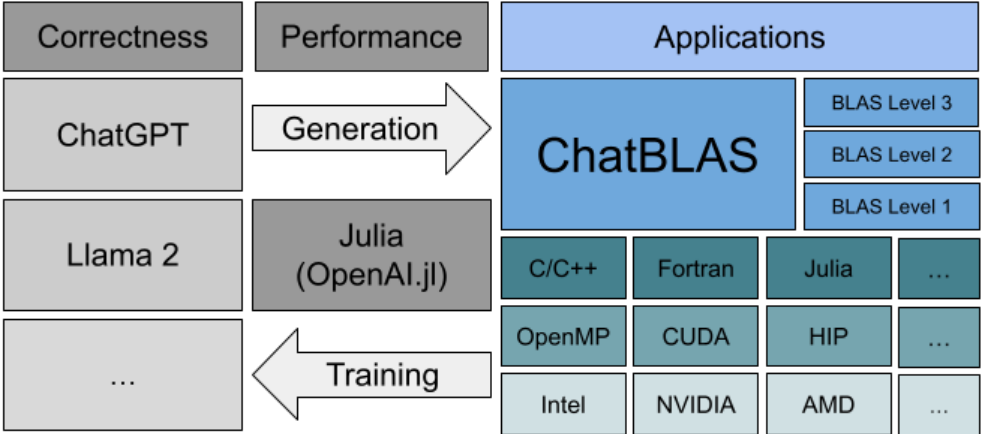 Correctness
Performance
Applications
ChatGPT
Generation
ChatBLAS
BLAS Level 3
BLAS Level 2
BLAS Level 1
Llama 2
Julia
(OpenAI.jl)
C/C++
Fortran
Julia
...
OpenMP
CUDA
HIP
...
...
Training
Intel
NVIDIA
AMD
...